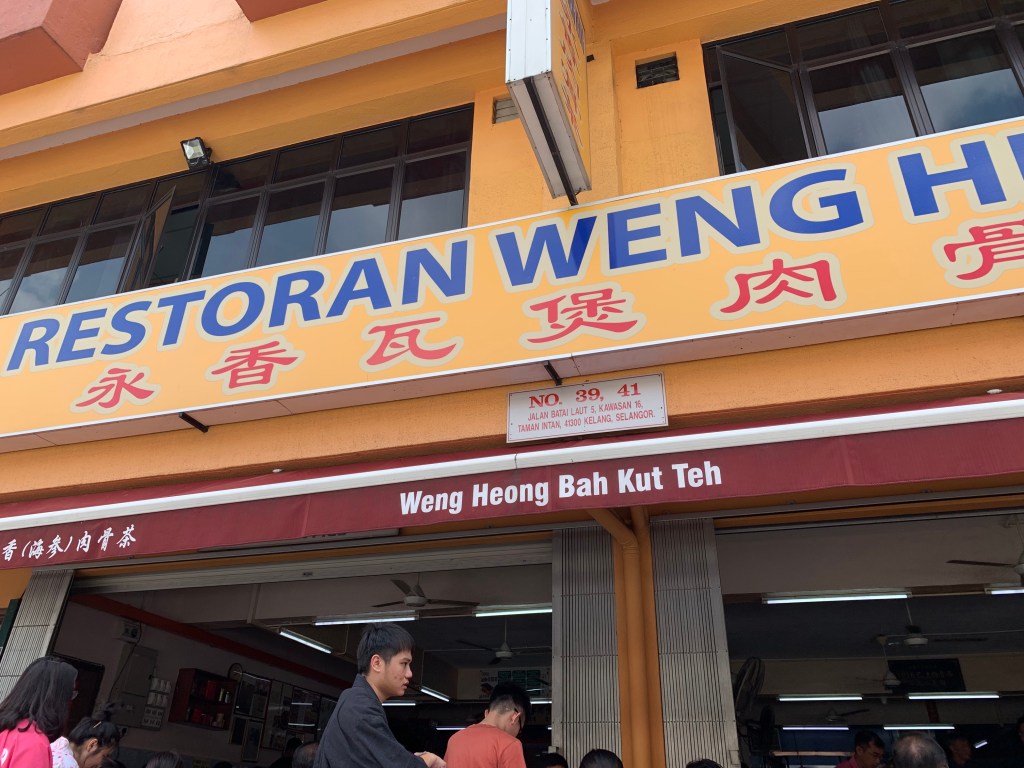 RESTORAN WENG HE
永香瓦煲肉骨
NO. 39, 41
JALAN BATAI LAUT 5, KAWASAN 16,
TAMAN INTAN, 41300 KELANG, SELANGOR.
Weng Heong Bah Kut Teh
香(海参)肉骨茶